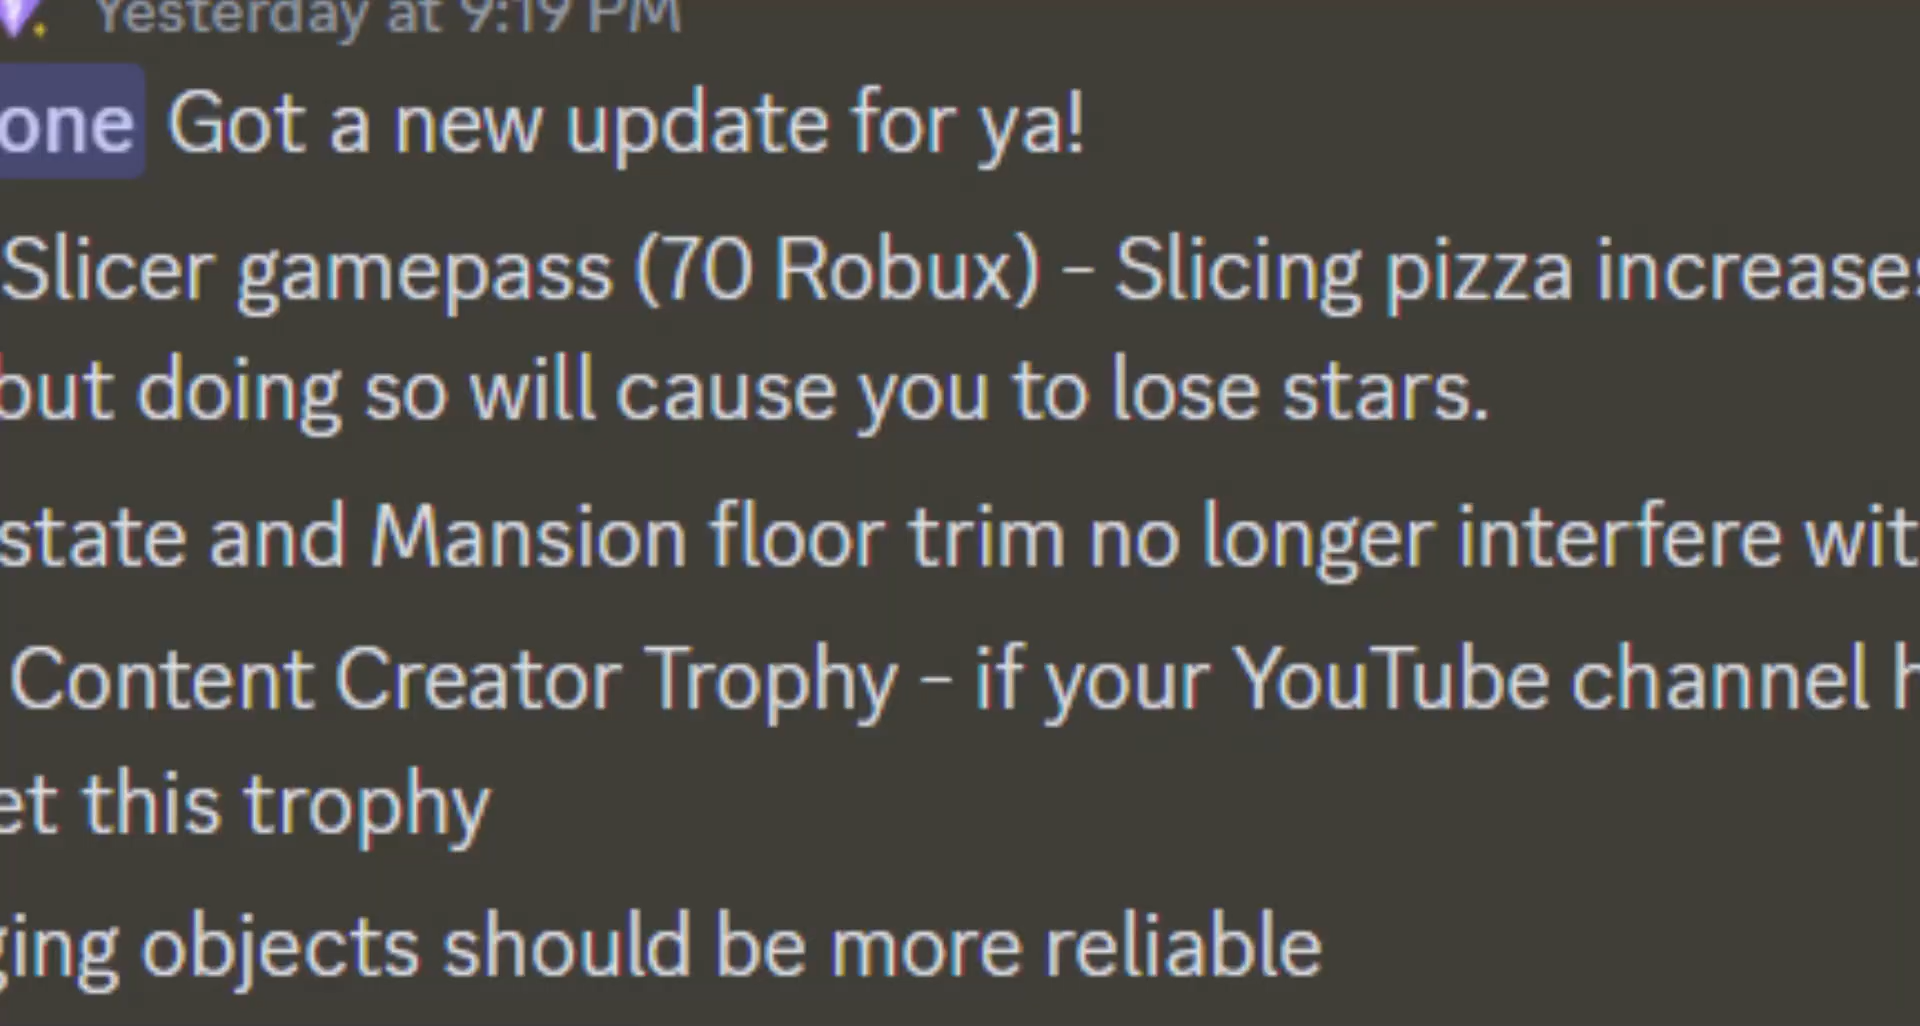 Yesterday at 9:19 PM
one Got a new update for ya!
Slicer gamepass (70 Robux) – Slicing pizza increases
but doing so will cause you to lose stars.
state and Mansion floor trim no longer interfere wit
Content Creator Trophy – if your YouTube channel h
et this trophy
ging objects should be more reliable